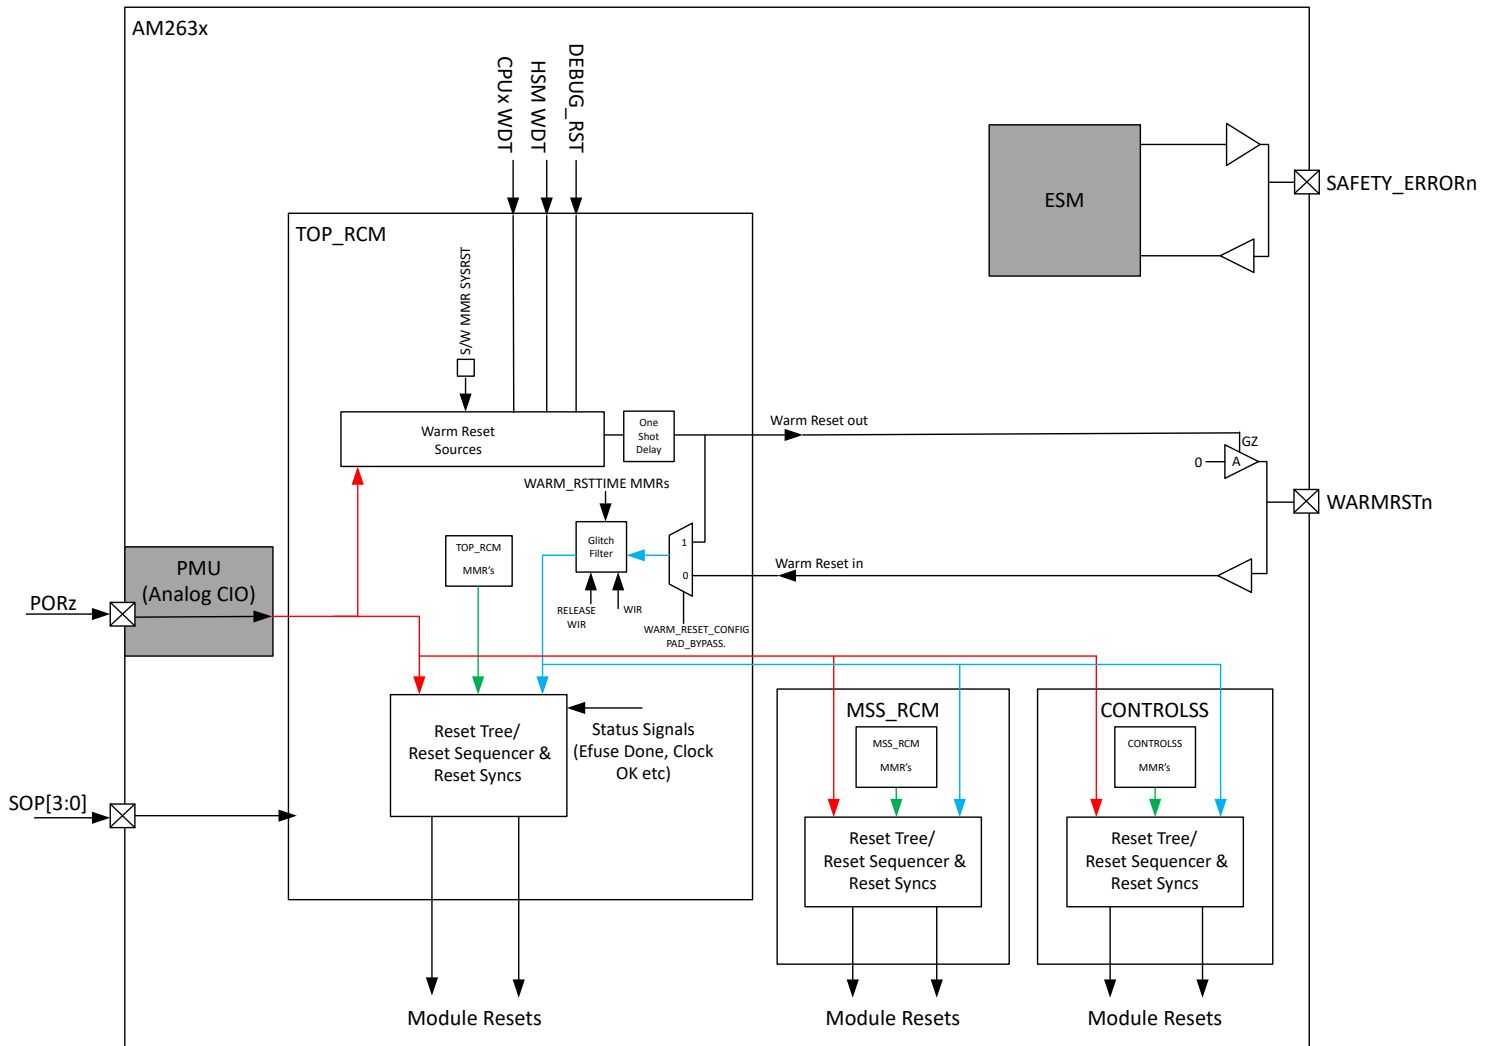 AM263x
CPUx WDT
HSM WDT
DEBUG_RST
ESM
SAFETY_ERRORn
TOP_RCM
S/W MMR SYSRST
Warm Reset
Sources
One
Shot
Delay
Warm Reset out
GZ
0
A
WARM_RSTTIME MMRs
WARMRSTn
TOP_RCM
MMR's
Glitch
Filter
1
0
Warm Reset in
PMU
(Analog CIO)
PORz
RELEASE
WIR
WIR
WARM_RESET_CONFIG
PAD_BYPASS.
Reset Tree/
Reset Sequencer &
Reset Syncs
Status Signals
(Efuse Done, Clock
OK etc)
MSS_RCM
MSS_RCM
MMR's
CONTROLSS
CONTROLSS
MMR's
SOP[3:0]
Reset Tree/
Reset Sequencer &
Reset Syncs
Reset Tree/
Reset Sequencer &
Reset Syncs
Module Resets
Module Resets
Module Resets